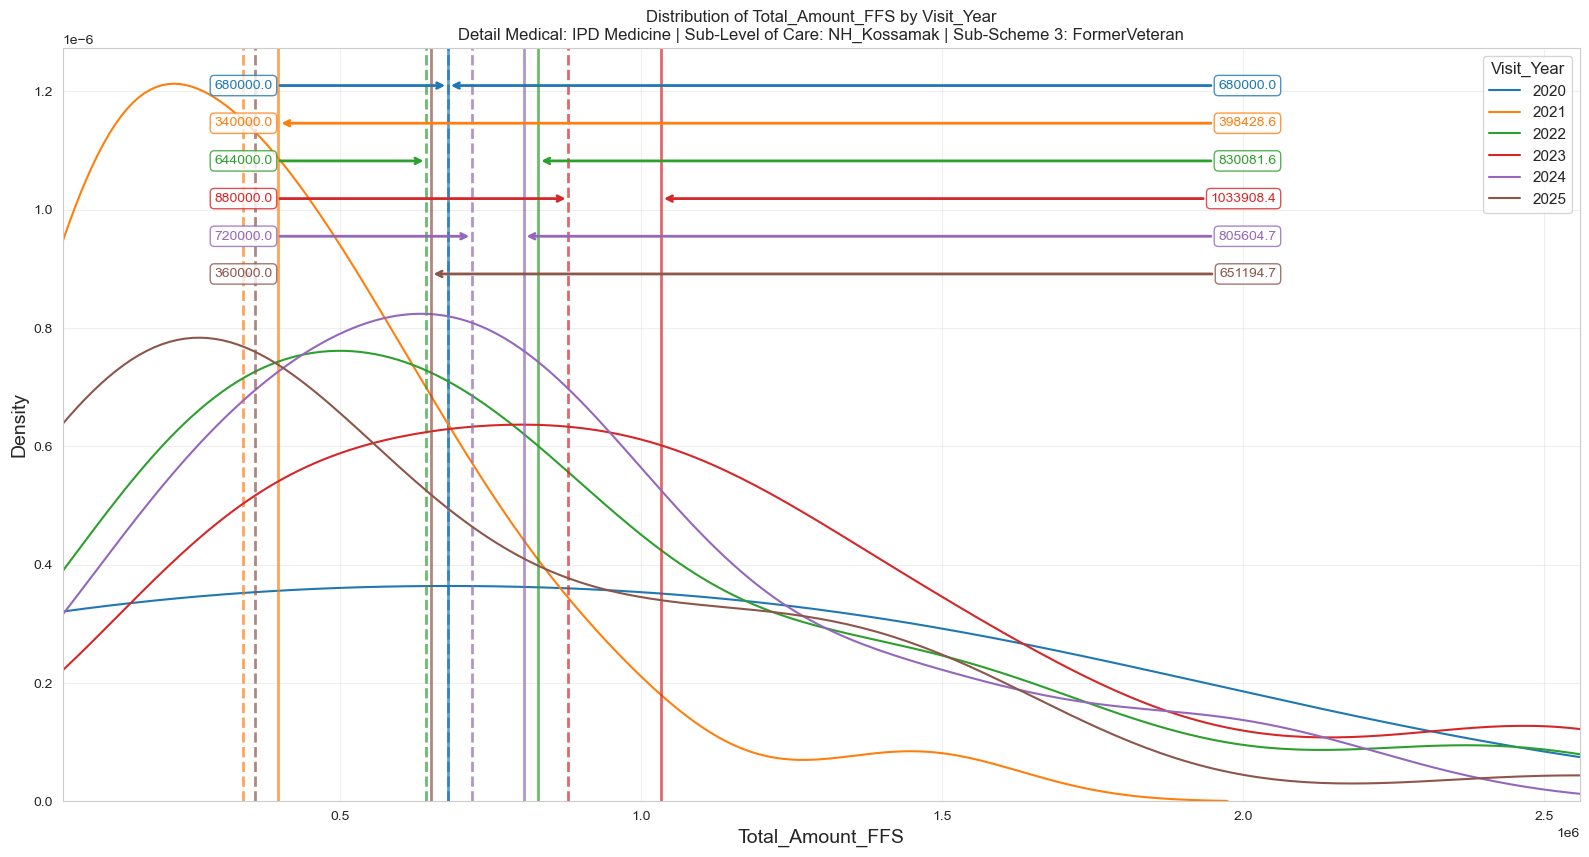 Distribution of Total_Amount_FFS by Visit_Year
Detail Medical: IPD Medicine | Sub-Level of Care: NH_Kossamak | Sub-Scheme 3: FormerVeteran
1e−6
Visit_Year
2020
2021
2022
2023
2024
2025
680000.0 680000.0
340000.0 398428.6
644000.0 830081.6
880000.0 1033908.4
720000.0 805604.7
360000.0 651194.7
Density
1.2
1.0
0.8
0.6
0.4
0.2
0.0
0.5 1.0 1.5 2.0 2.5
1e6
Total_Amount_FFS